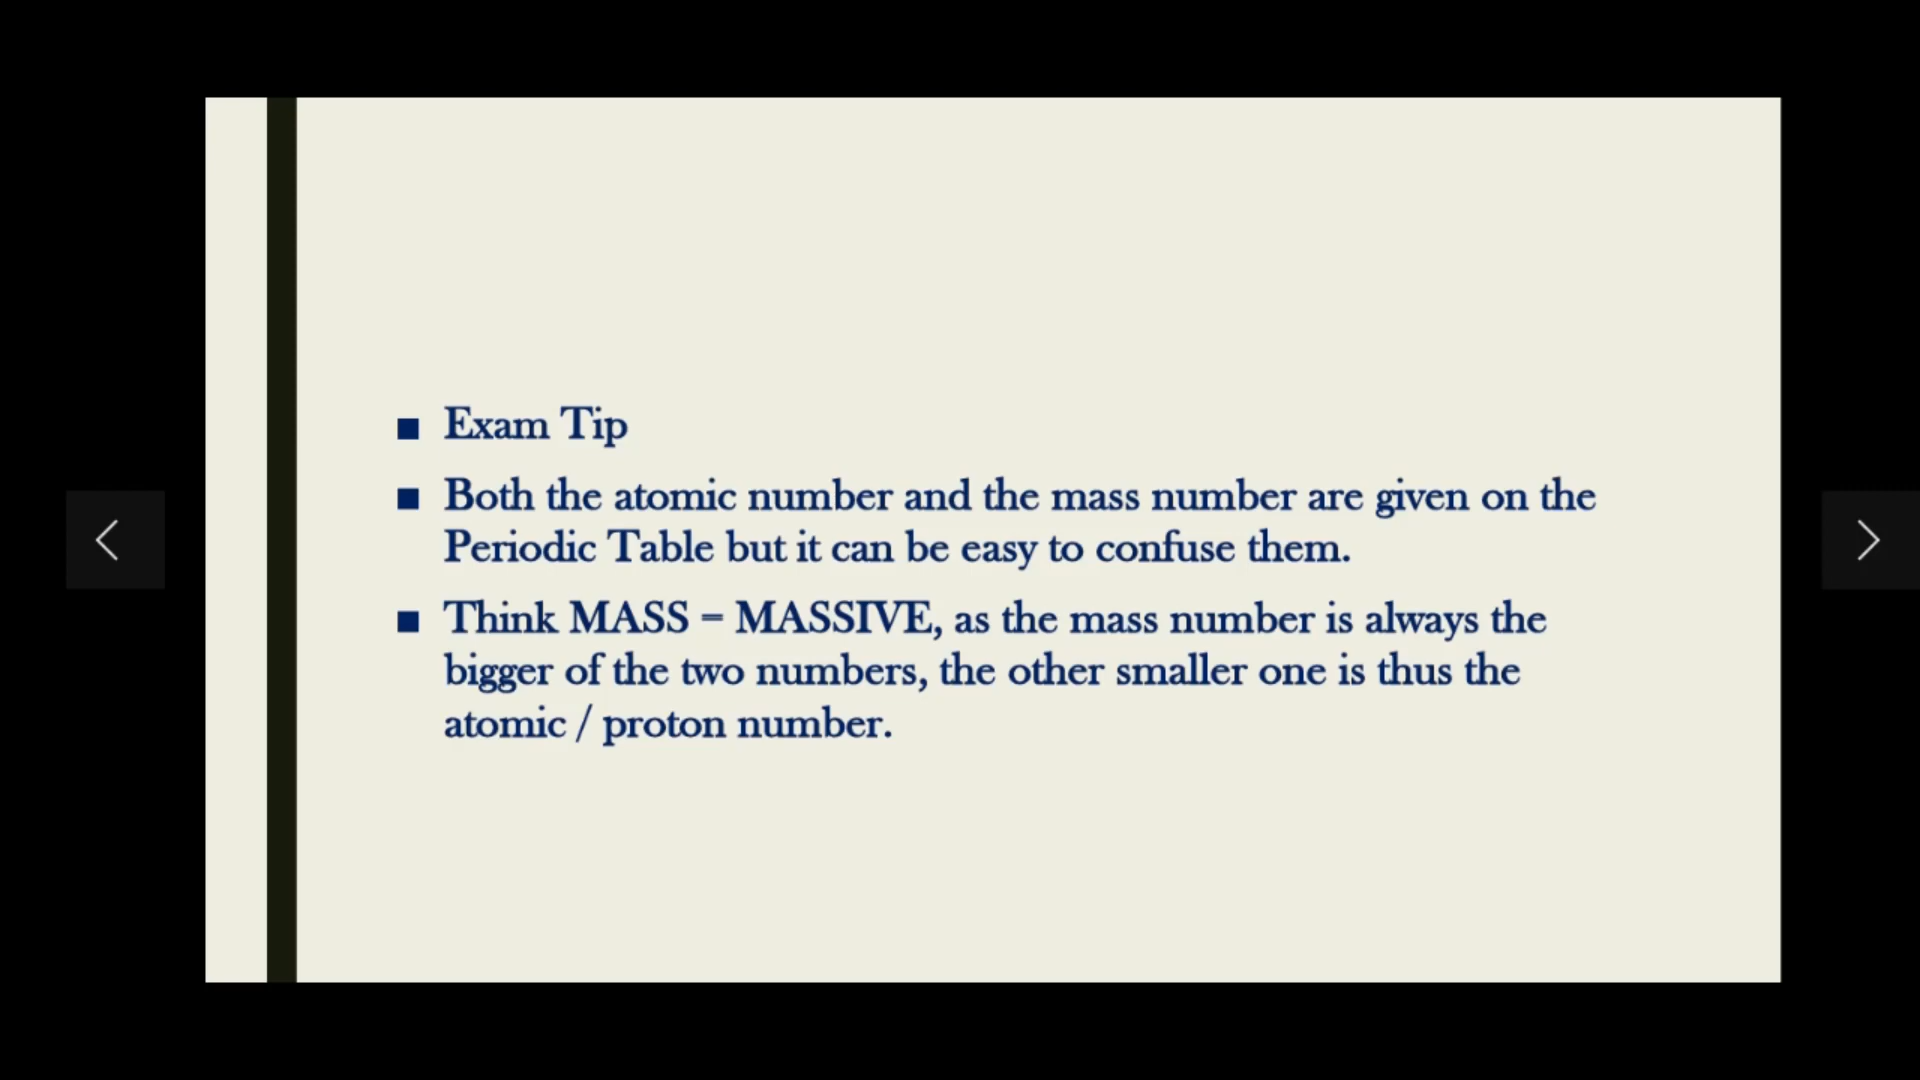 Exam Tip
Both the atomic number and the mass number are given on the
Periodic Table but it can be easy to confuse them.
Think MASS = MASSIVE, as the mass number is always the
bigger of the two numbers, the other smaller one is thus the
atomic / proton number.